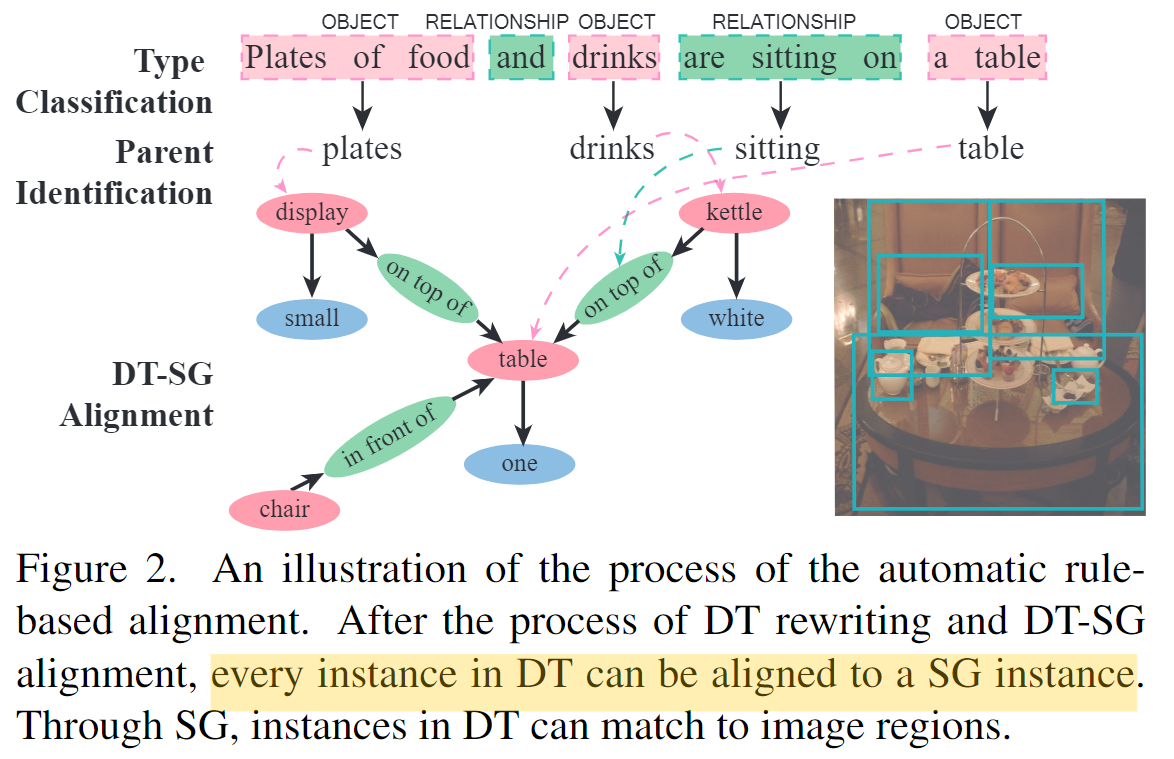 OBJECT RELATIONSHIP OBJECT RELATIONSHIP OBJECT
Type Classification
Plates of food and drinks are sitting on a table
Parent Identification
plates drinks sitting table
display kettle
on top of on top of
small white
table
DT-SG Alignment
in front of
one
chair
Figure 2. An illustration of the process of the automatic rule-
based alignment. After the process of DT rewriting and DT-SG
alignment, every instance in DT can be aligned to a SG instance.
Through SG, instances in DT can match to image regions.